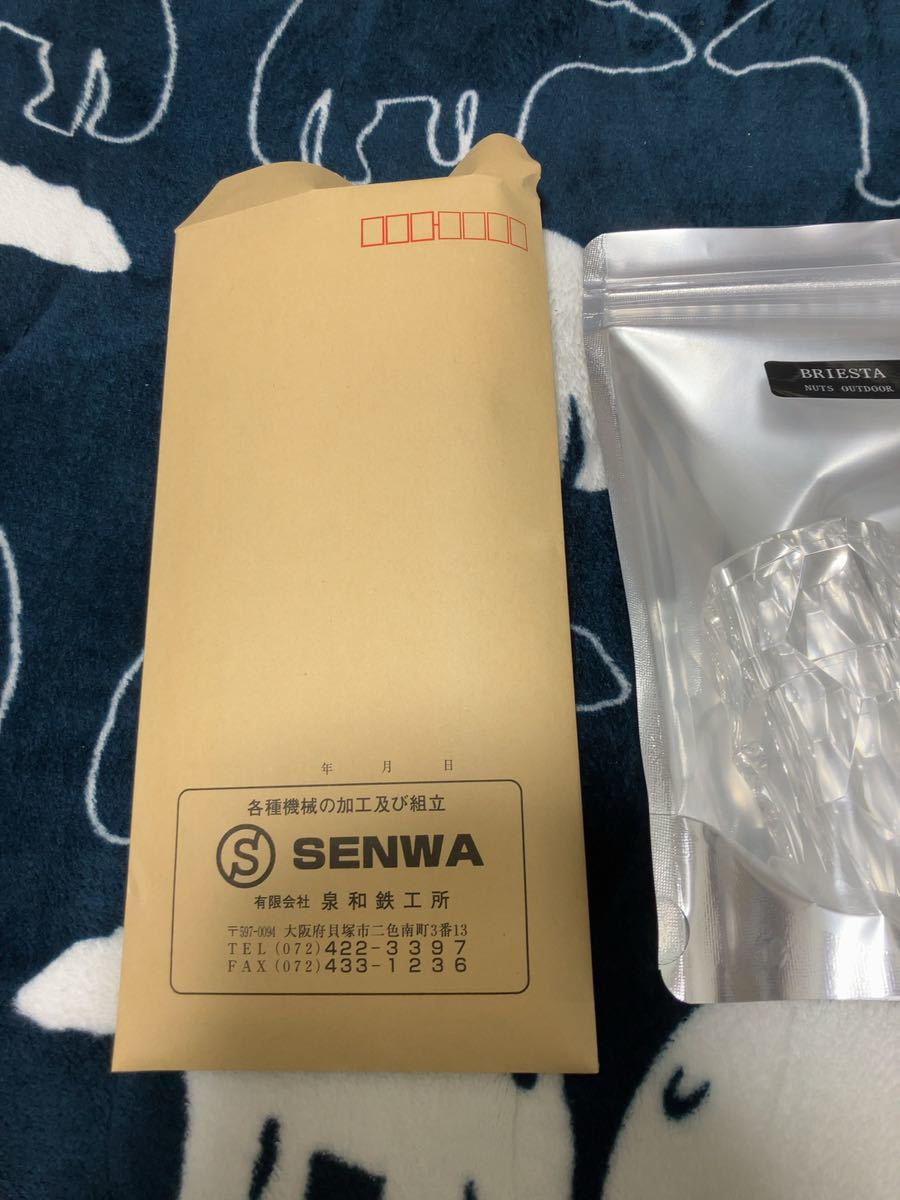 年 月 日
各種機械の加工及び組立
S SENWA
有限会社 泉和鉄工所
〒597-0094 大阪府貝塚市二色南町3番13
TEL(072)422-3397
FAX(072)433-1236
BRIESTA
NUTS OUTDOOR